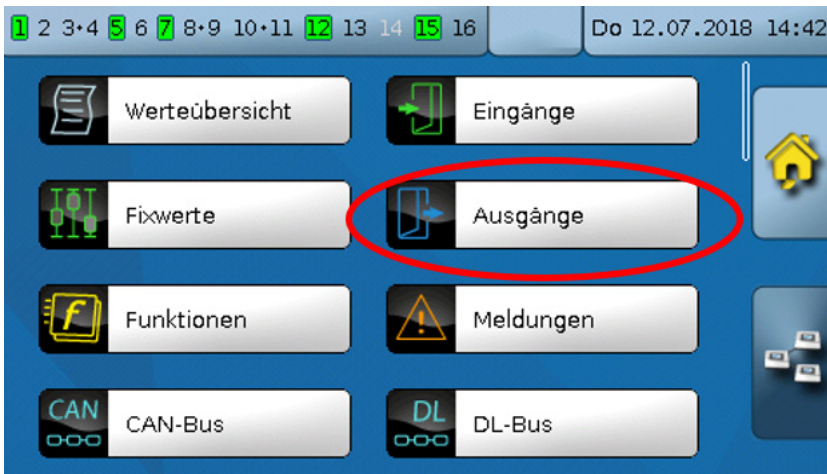 1 2 3·4 5 6 7 8·9 10·11 12 13 14 15 16 Do 12.07.2018 14:42
Werteübersicht Eingänge
Fixwerte Ausgänge
f Funktionen ! Meldungen
CAN CAN-Bus DL DL-Bus